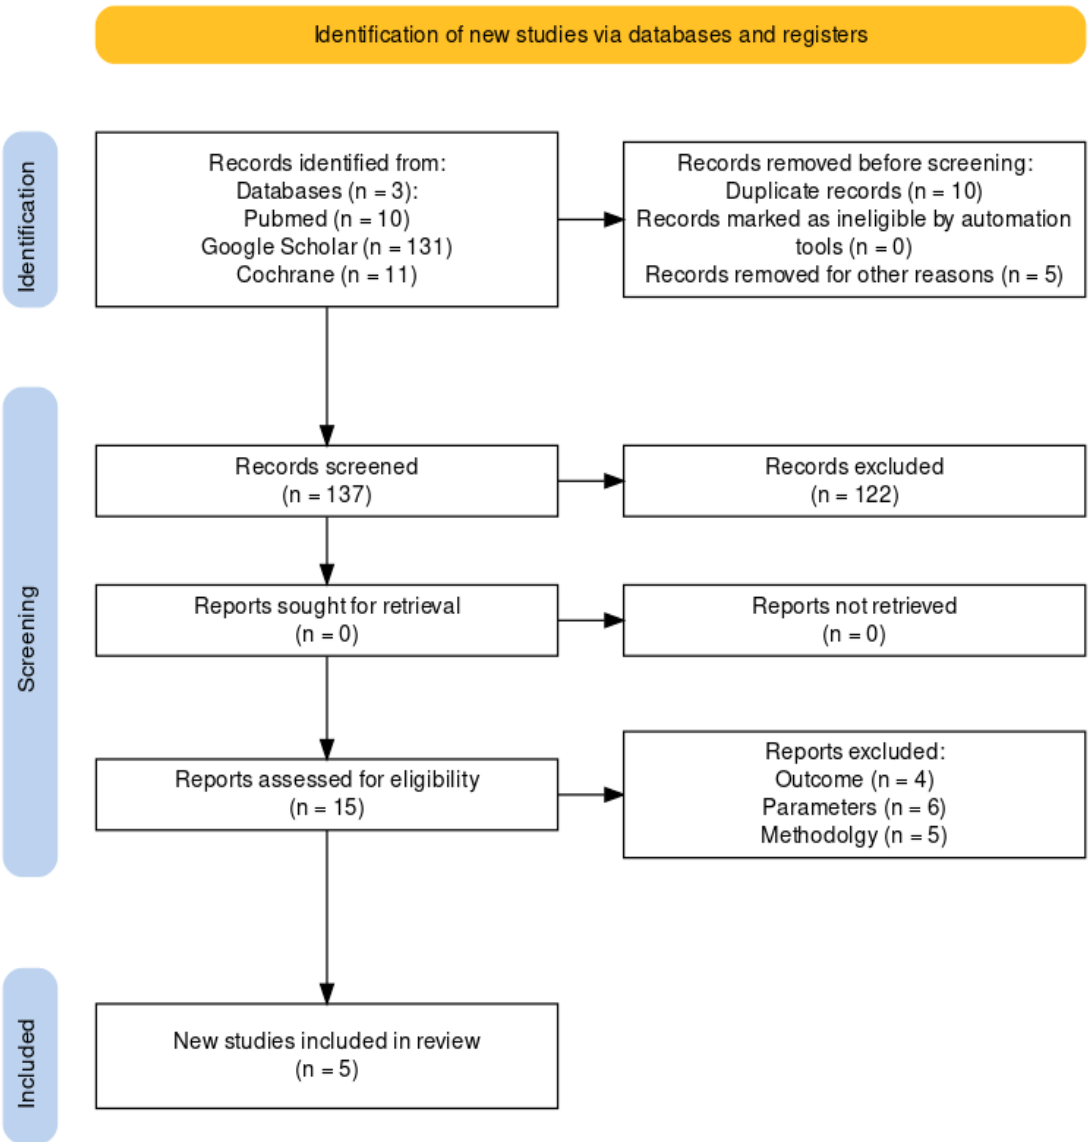 Identification of new studies via databases and registers
Identification
Records identified from:
Databases (n = 3):
Pubmed (n = 10)
Google Scholar (n = 131)
Cochrane (n = 11)
Records removed before screening:
Duplicate records (n = 10)
Records marked as ineligible by automation
tools (n = 0)
Records removed for other reasons (n = 5)
Screening
Records screened
(n = 137)
Records excluded
(n = 122)
Reports sought for retrieval
(n = 0)
Reports not retrieved
(n = 0)
Reports assessed for eligibility
(n = 15)
Reports excluded:
Outcome (n = 4)
Parameters (n = 6)
Methodolgy (n = 5)
Included
New studies included in review
(n = 5)